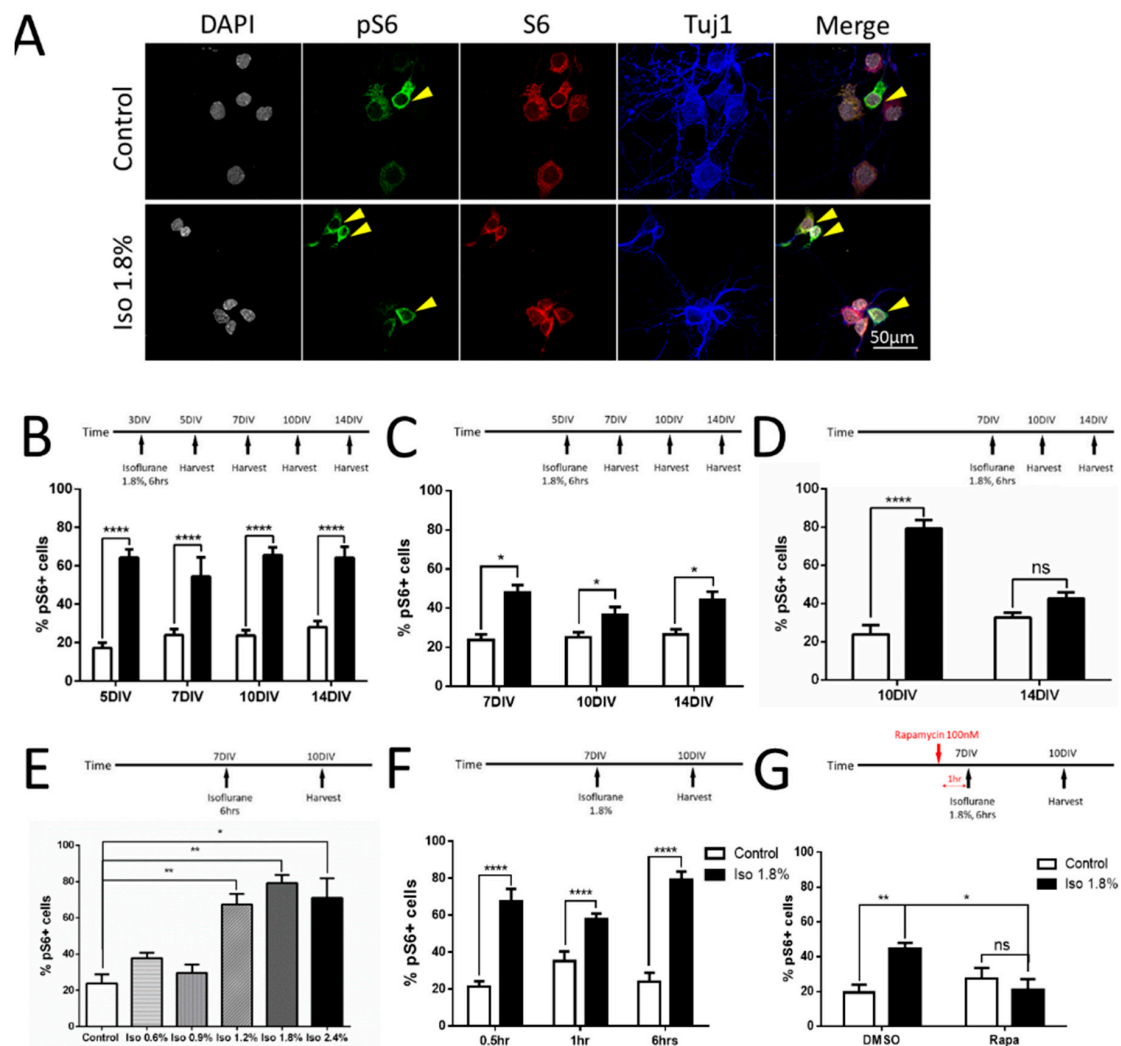 A
DAPI pS6 S6 Tuj1 Merge
Control
Iso 1.8%
50μm
B
3DIV 5DIV 7DIV 10DIV 14DIV
Time
Isoflurane Harvest Harvest Harvest Harvest
1.8%, 6hrs
% pS6+ cells
100
80
60
40
20
0
**** **** **** ****
5DIV 7DIV 10DIV 14DIV
C
5DIV 7DIV 10DIV 14DIV
Time
Isoflurane Harvest Harvest Harvest
1.8%, 6hrs
% pS6+ cells
100
80
60
40
20
0
* * *
7DIV 10DIV 14DIV
D
7DIV 10DIV 14DIV
Time
Isoflurane Harvest Harvest
1.8%, 6hrs
% pS6+ cells
100
80
60
40
20
0
**** ns
10DIV 14DIV
E
7DIV 10DIV
Time
Isoflurane Harvest
6hrs
% pS6+ cells
100
80
60
40
20
0
*
**
**
Control Iso 0.6% Iso 0.9% Iso 1.2% Iso 1.8% Iso 2.4%
F
7DIV 10DIV
Time
Isoflurane Harvest
1.8%
% pS6+ cells
100
80
60
40
20
0
**** **** ****
Control
Iso 1.8%
0.5hr 1hr 6hrs
G
Rapamycin 100nM
7DIV 10DIV
Time
1hr
Isoflurane Harvest
1.8%, 6hrs
% pS6+ cells
100
80
60
40
20
0
Control
Iso 1.8%
** *
ns
DMSO Rapa